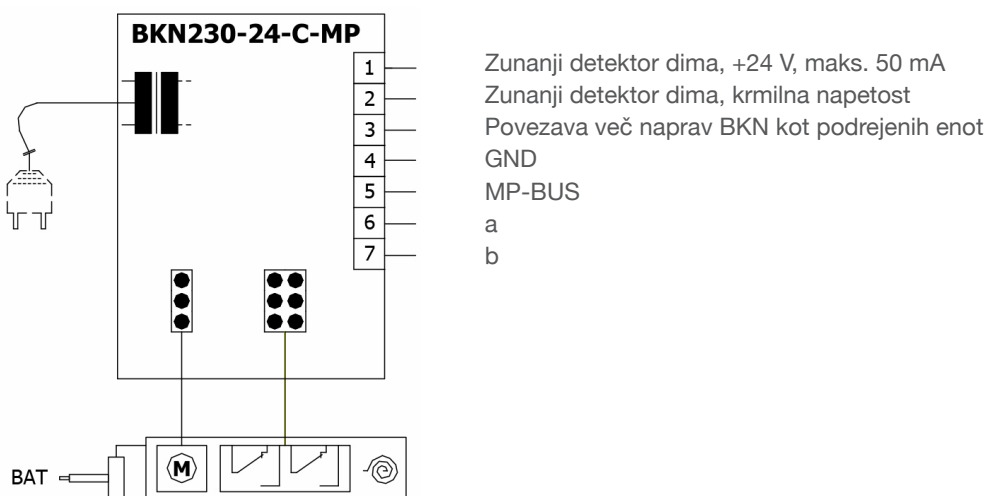 BKN230-24-C-MP
1 Zunanji detektor dima, +24 V, maks. 50 mA
2 Zunanji detektor dima, krmilna napetost
3 Povezava več naprav BKN kot podrejenih enot
4 GND
5 MP-BUS
6 a
7 b
BAT M